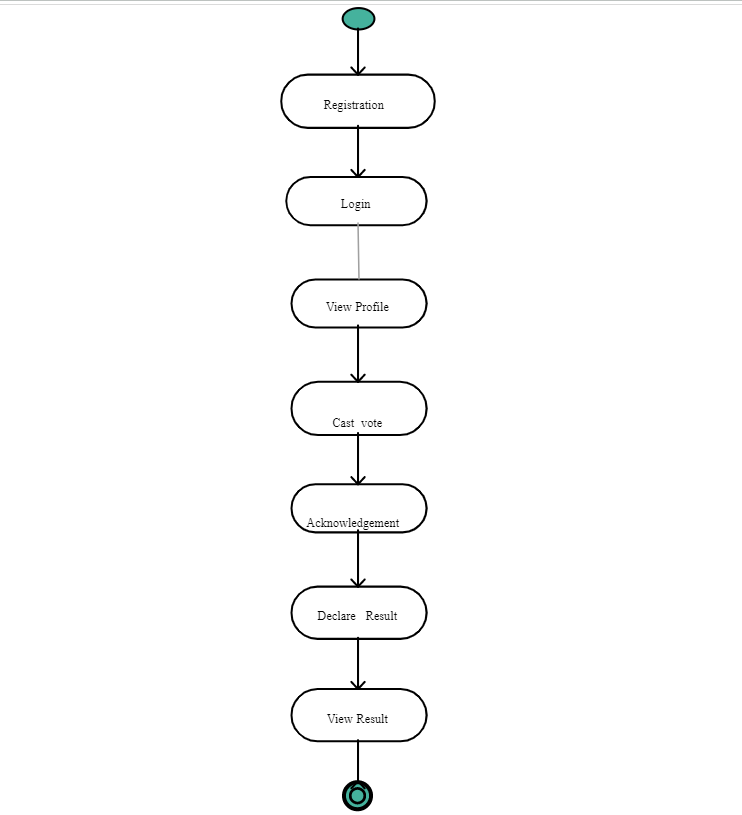 Registration
Login
View Profile
Cast vote
Acknowledgement
Declare Result
View Result